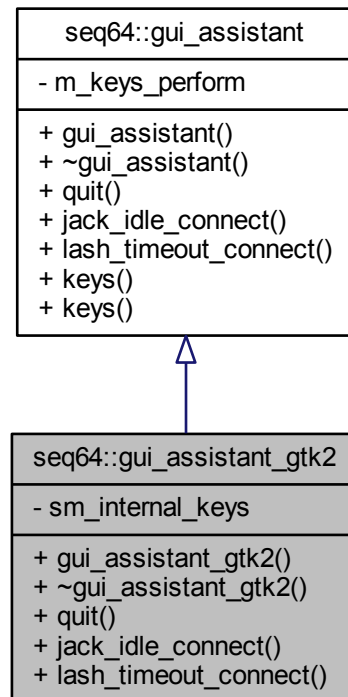 seq64::gui_assistant
- m_keys_perform
+ gui_assistant()
+ ~gui_assistant()
+ quit()
+ jack_idle_connect()
+ lash_timeout_connect()
+ keys()
+ keys()
seq64::gui_assistant_gtk2
- sm_internal_keys
+ gui_assistant_gtk2()
+ ~gui_assistant_gtk2()
+ quit()
+ jack_idle_connect()
+ lash_timeout_connect()